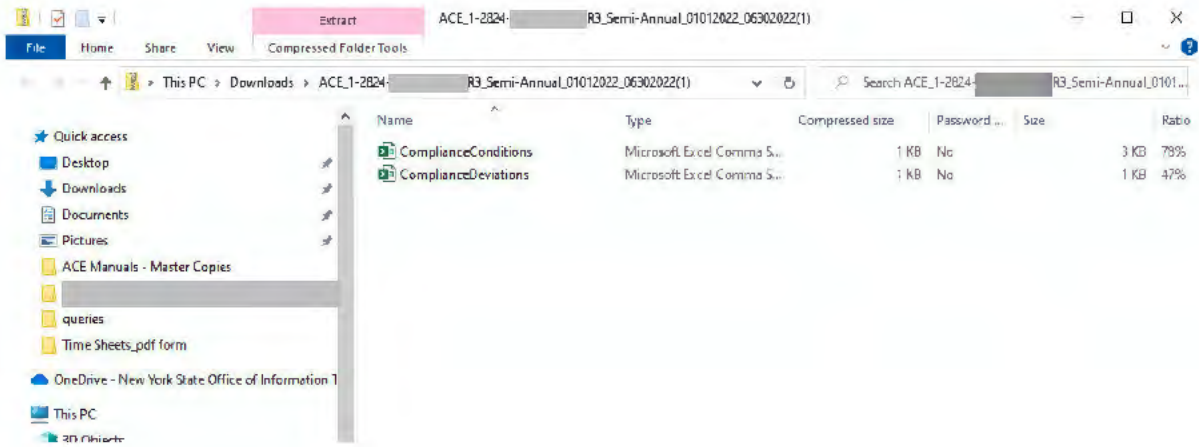 Extract ACE_1-2824- R3_Semi-Annual_01012022_06302022(1)
File Home Share View Compressed Folder Tools
This PC > Downloads > ACE_1-2824- R3_Semi-Annual_01012022_06302022(1) Search ACE_1-2824- R3_Semi-Annual_0101...
Name Type Compressed size Password ... Size Ratio
Quick access
ComplianceConditions Microsoft Excel Comma S... 1 KB No 3 KB 78%
Desktop
ComplianceDeviations Microsoft Excel Comma S... 1 KB No 1 KB 47%
Downloads
Documents
Pictures
ACE Manuals - Master Copies
queries
Time Sheets_pdf form
OneDrive - New York State Office of Information T
This PC
3D Objects